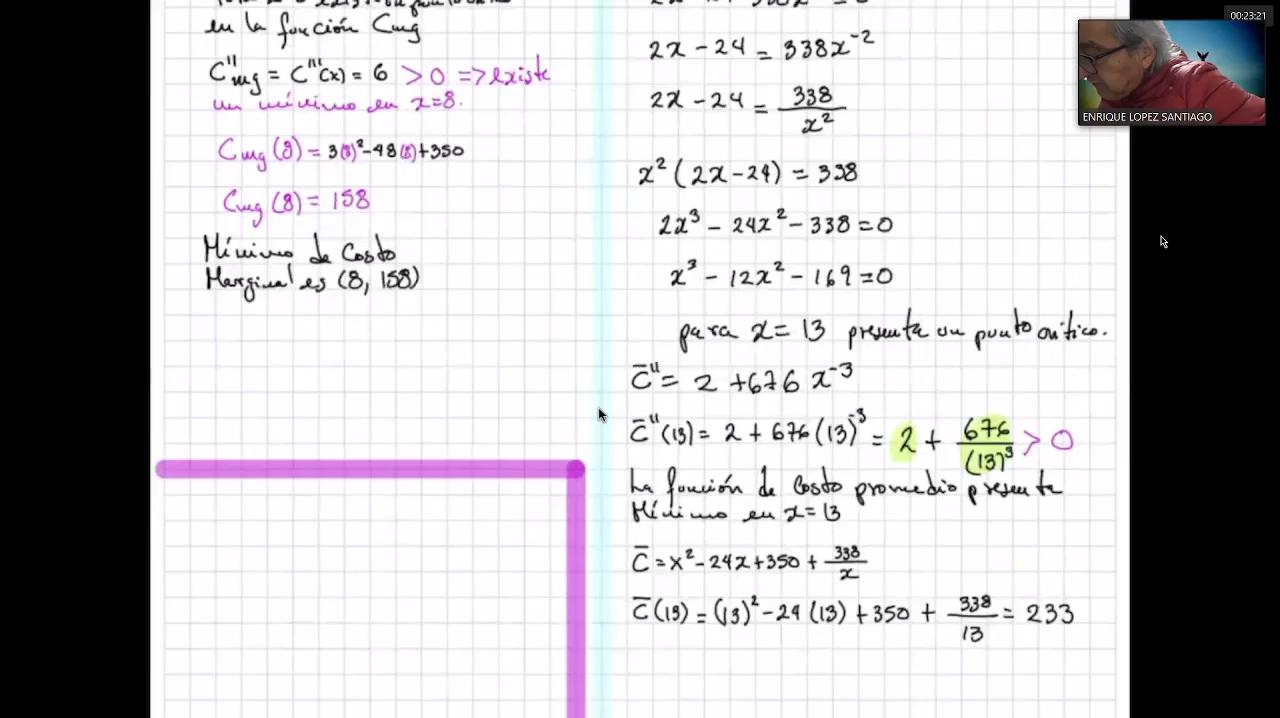 en la función Cmg
C''mg = C'''(x) = 6 > 0 => existe
un mínimo en x=8.
Cmg (8) = 3(8)²-48(8)+350
Cmg (8) = 158
Mínimo de Costo
Marginal es (8, 158)
2x - 24 = 338x⁻²
2x - 24 = 338/x²
x² (2x - 24) = 338
2x³ - 24x² - 338 = 0
x³ - 12x² - 169 = 0
para x = 13 presenta un punto crítico.
C̄'' = 2 + 676 x⁻³
C̄'' (13) = 2 + 676 (13)⁻³ = 2 + 676/(13)³ > 0
La función de Costo promedio presenta
Mínimo en x = 13
C̄ = x² - 24x + 350 + 338/x
C̄ (13) = (13)² - 24 (13) + 350 + 338/13 = 233
00:23:21
ENRIQUE LOPEZ SANTIAGO